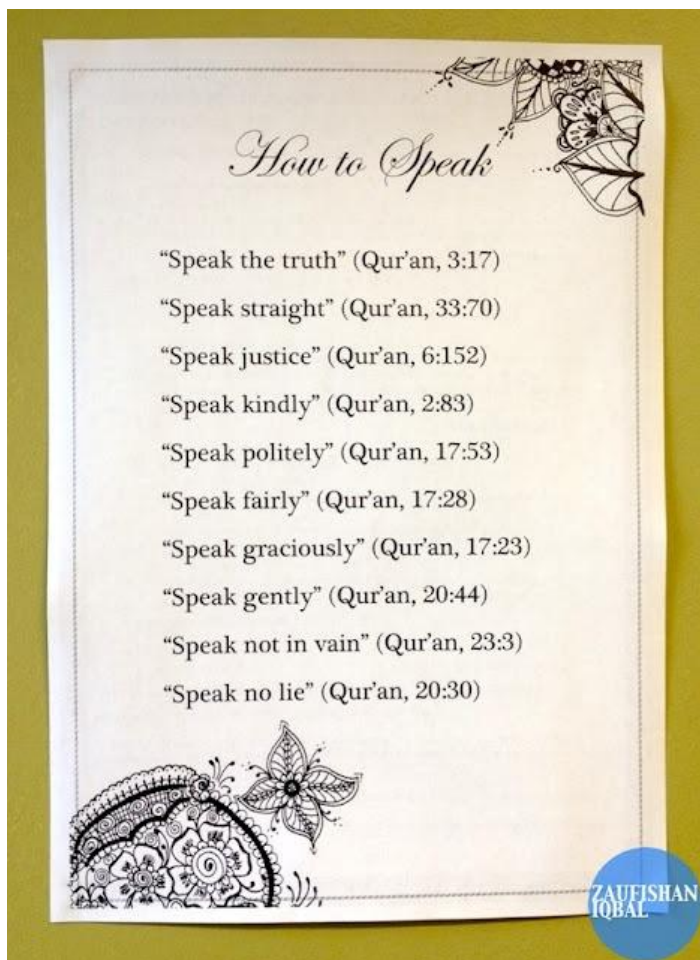 How to Speak
“Speak the truth” (Qur’an, 3:17)
“Speak straight” (Qur’an, 33:70)
“Speak justice” (Qur’an, 6:152)
“Speak kindly” (Qur’an, 2:83)
“Speak politely” (Qur’an, 17:53)
“Speak fairly” (Qur’an, 17:28)
“Speak graciously” (Qur’an, 17:23)
“Speak gently” (Qur’an, 20:44)
“Speak not in vain” (Qur’an, 23:3)
“Speak no lie” (Qur’an, 20:30)
ZAUFISHAN
IQBAL